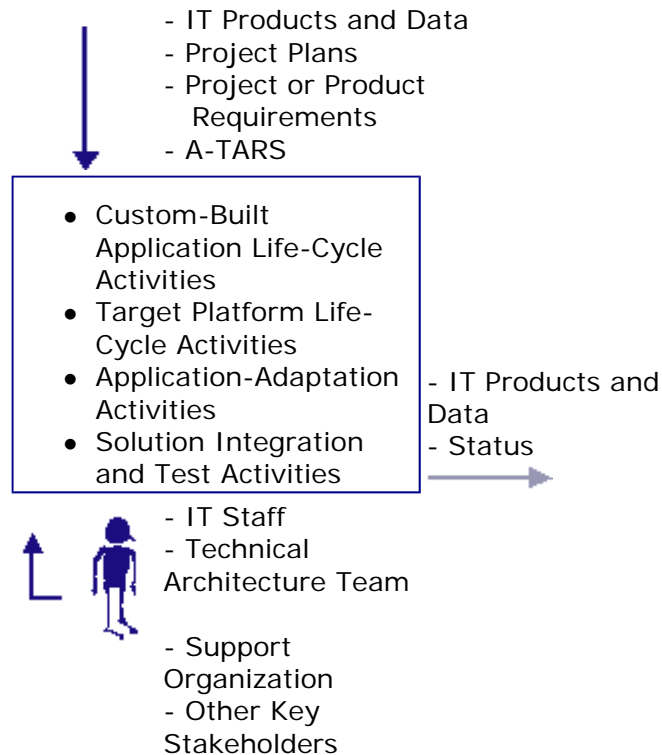 - IT Products and Data
- Project Plans
- Project or Product
Requirements
- A-TARS
● Custom-Built
Application Life-Cycle
Activities
● Target Platform Life-
Cycle Activities
● Application-Adaptation
Activities
● Solution Integration
and Test Activities
- IT Products and
Data
- Status
- IT Staff
- Technical
Architecture Team
- Support
Organization
- Other Key
Stakeholders